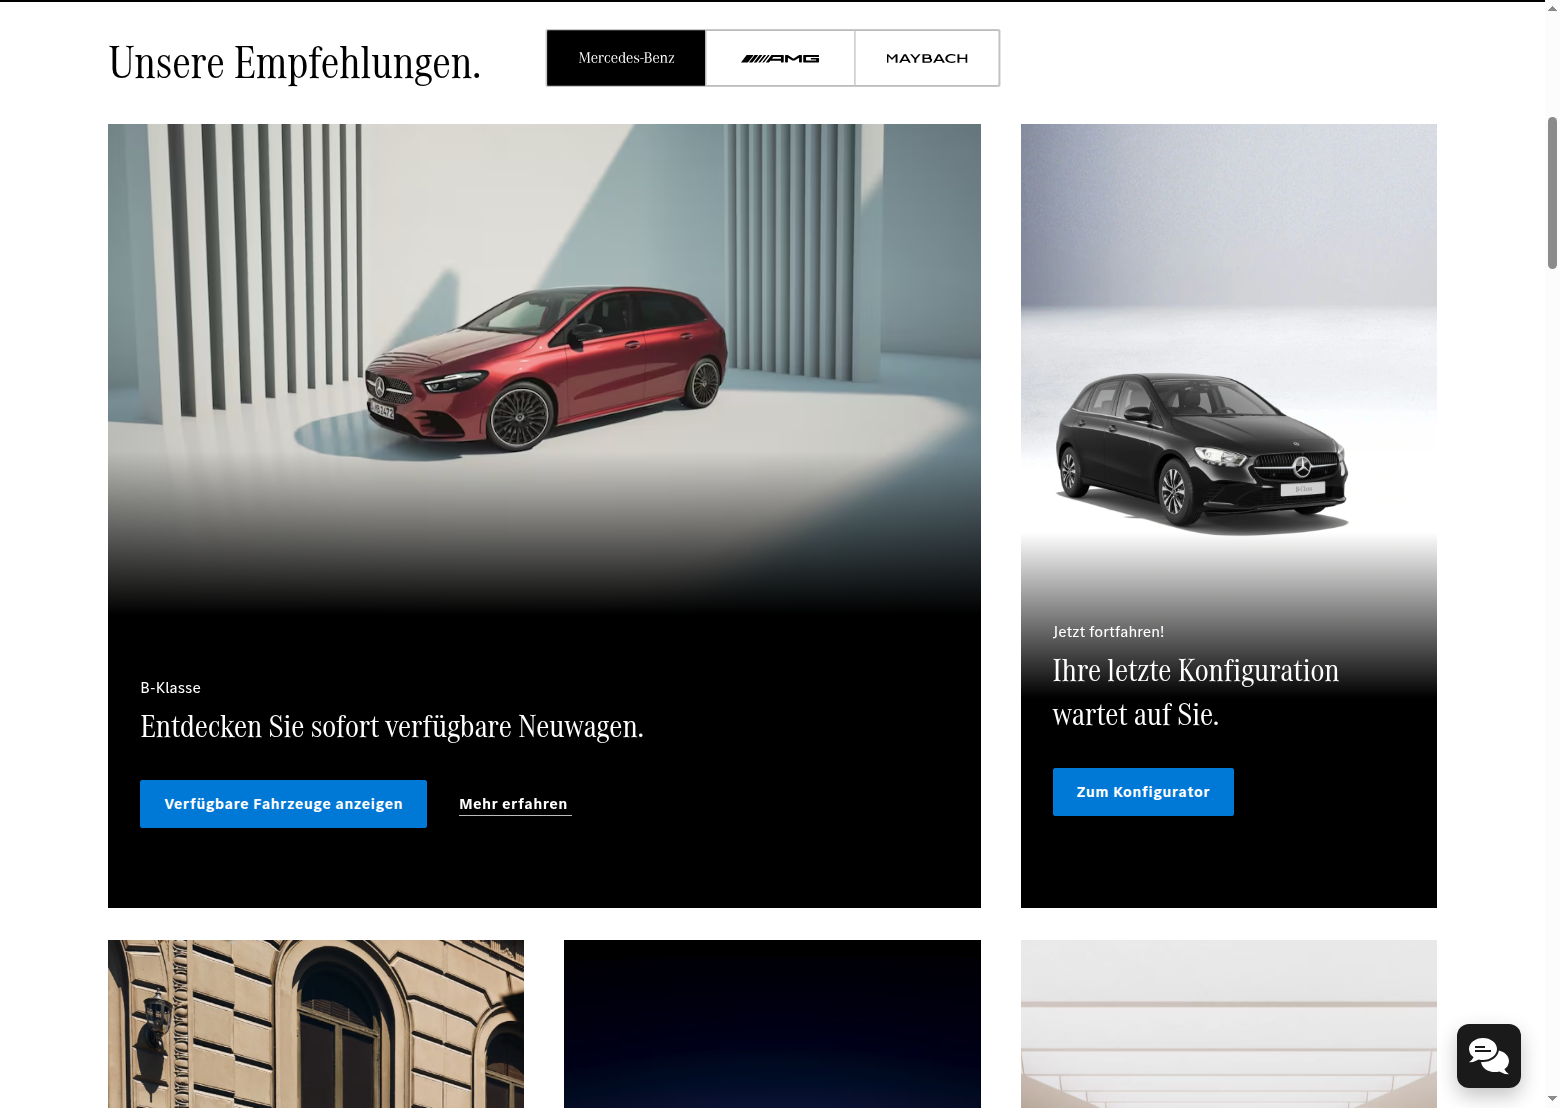 Unsere Empfehlungen.
Mercedes-Benz
AMG
MAYBACH
B-Klasse
Entdecken Sie sofort verfügbare Neuwagen.
Verfügbare Fahrzeuge anzeigen
Mehr erfahren
Jetzt fortfahren!
Ihre letzte Konfiguration
wartet auf Sie.
Zum Konfigurator